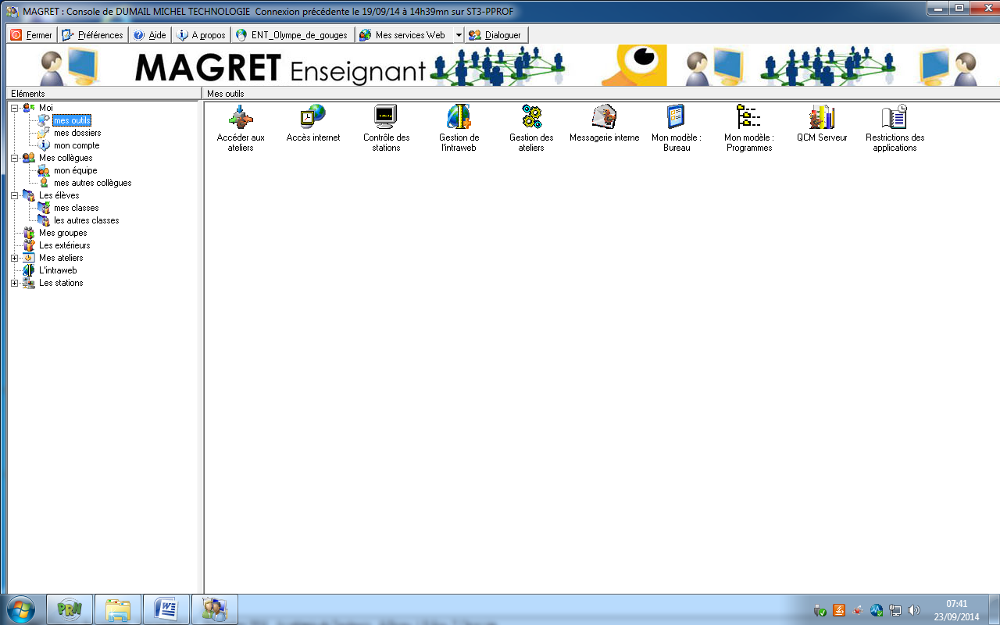 MAGRET : Console de DUMAIL MICHEL TECHNOLOGIE  Connexion précédente le 19/09/14 à 14h39mn sur ST3-PPROF
Fermer Préférences Aide A propos ENT_Olympe_de_gouges Mes services Web Dialoguer
MAGRET Enseignant
Eléments
Mes outils
Moi
mes outils
mes dossiers
mon compte
Mes collègues
mon équipe
mes autres collègues
Les élèves
mes classes
les autres classes
Mes groupes
Les extérieurs
Mes ateliers
L'intraweb
Les stations
Accéder aux
ateliers
Accès internet
Contrôle des
stations
Gestion de
l'intraweb
Gestion des
ateliers
Messagerie interne
Mon modèle :
Bureau
Mon modèle :
Programmes
QCM Serveur
Restrictions des
applications
PRN
W
07:41
23/09/2014